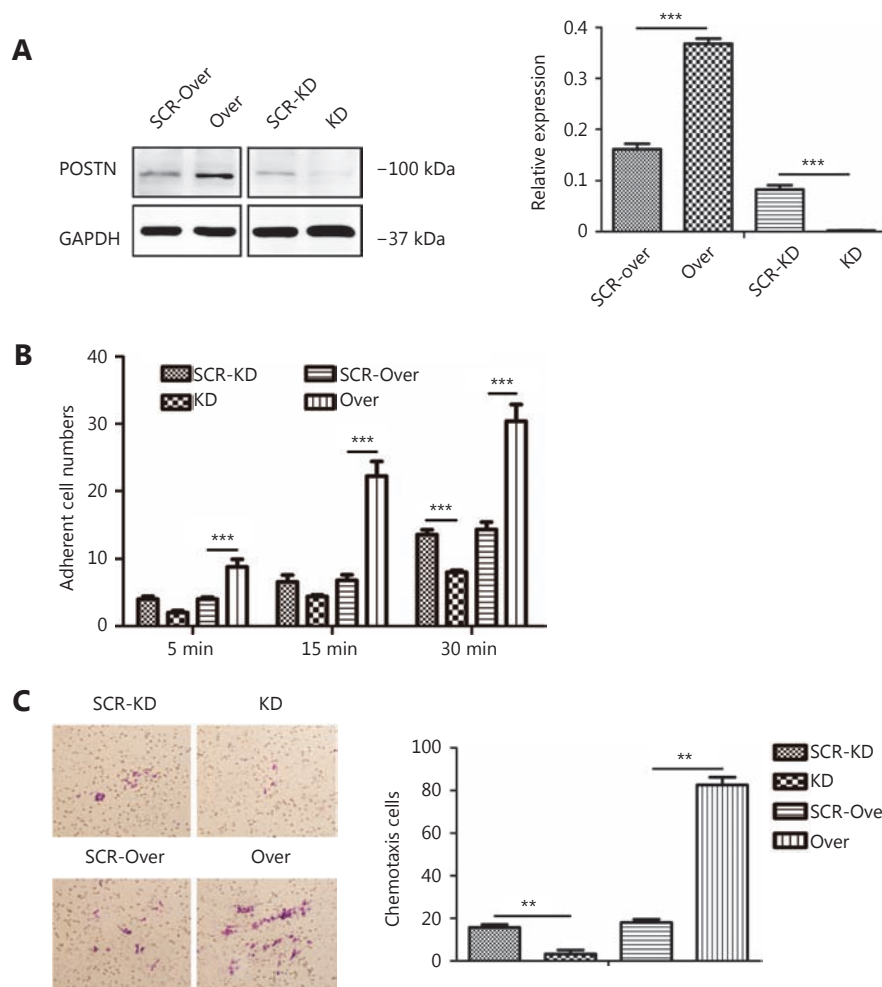 A
SCR-Over
Over
SCR-KD
KD
POSTN
–100 kDa
GAPDH
–37 kDa
Relative expression
0.4
0.2
0.1
0
***
***
SCR-over
Over
SCR-KD
KD
B
Adherent cell numbers
40
30
20
10
0
SCR-KD
SCR-Over
KD
Over
***
***
***
***
5 min
15 min
30 min
C
SCR-KD
KD
SCR-Over
Over
Chemotaxis cells
100
80
60
40
20
0
**
**
SCR-KD
KD
SCR-Ove
Over